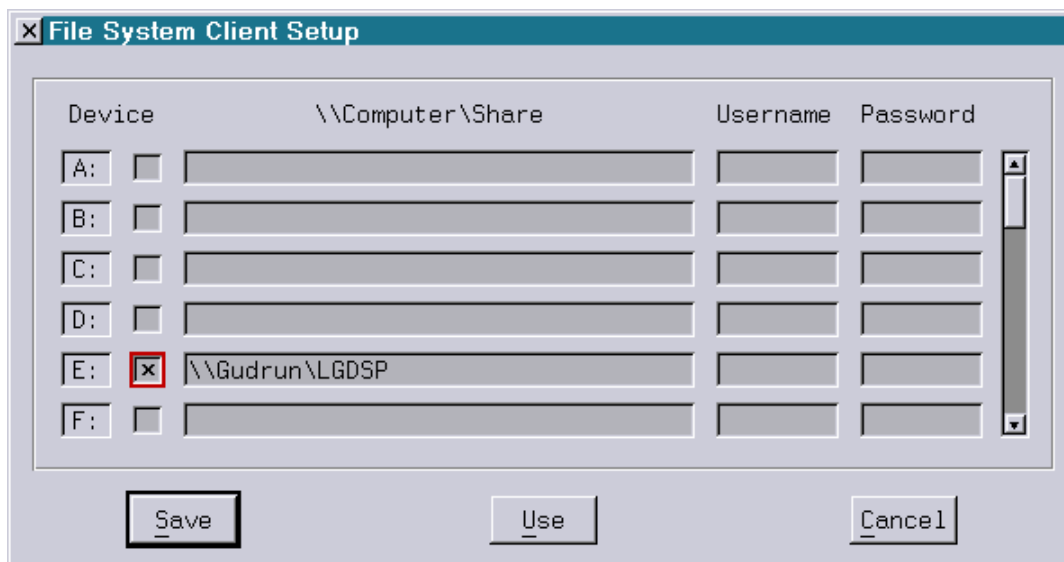 File System Client Setup
Device \\Computer\Share Username Password
A:
B:
C:
D:
E: \\Gudrun\LGDSP
F:
Save Use Cancel